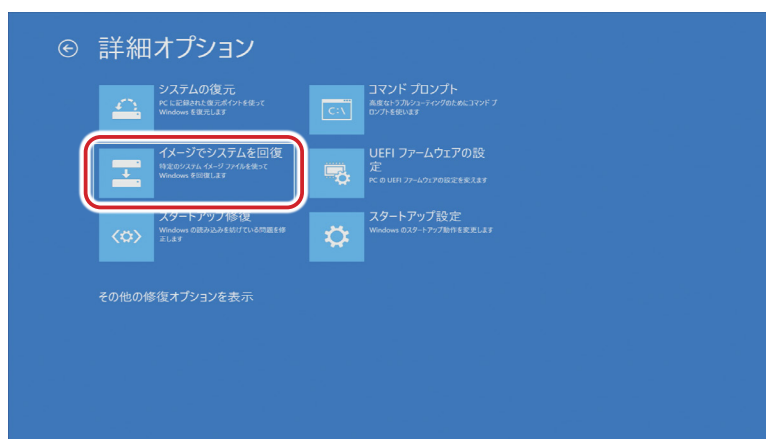 詳細オプション
システムの復元
PC に記録された復元ポイントを使って
Windows を復元します
コマンド プロンプト
高度なトラブルシューティングのためにコマンド プ
ロンプトを使います
C:\
イメージでシステムを回復
特定のシステム イメージ ファイルを使って
Windows を回復します
UEFI ファームウェアの設
定
PC の UEFI ファームウェアの設定を変えます
スタートアップ修復
Windows の読み込みを妨げている問題を修
正します
スタートアップ設定
Windows のスタートアップ動作を変更します
その他の修復オプションを表示